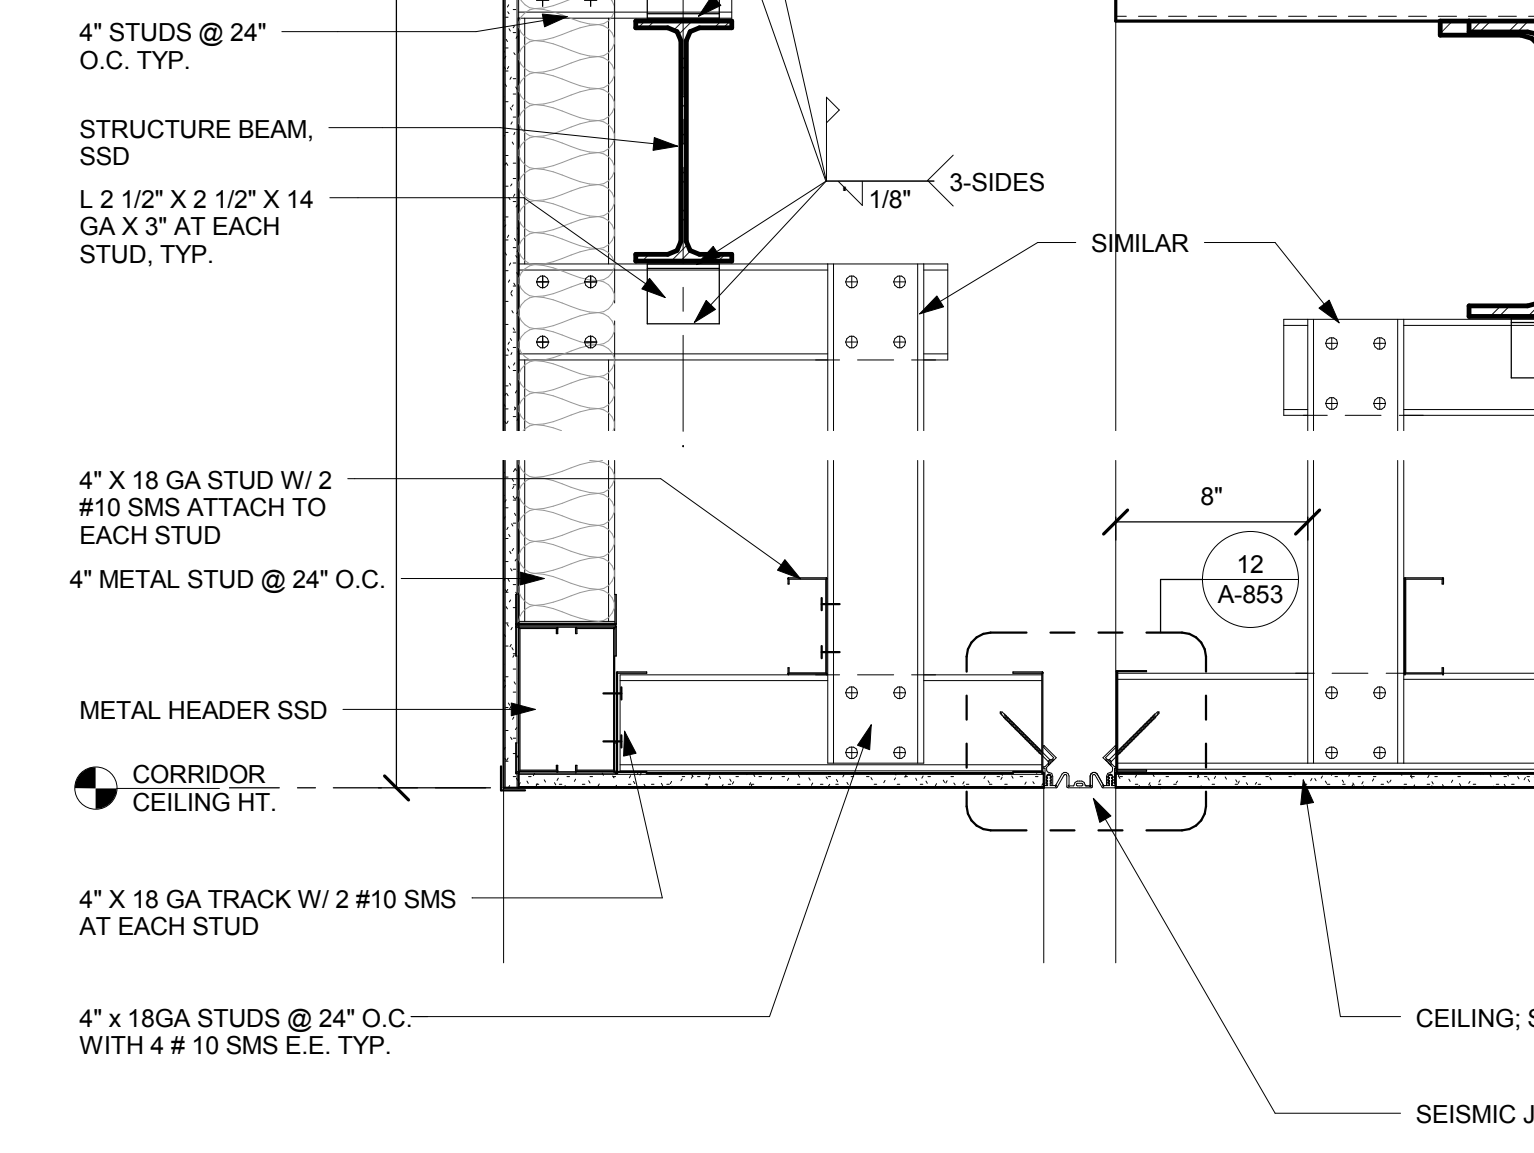 4" STUDS @ 24"
O.C. TYP.
STRUCTURE BEAM,
SSD
L 2 1/2" X 2 1/2" X 14
GA X 3" AT EACH
STUD, TYP.
1/8"
3-SIDES
SIMILAR
4" X 18 GA STUD W/ 2
#10 SMS ATTACH TO
EACH STUD
8"
12
A-853
4" METAL STUD @ 24" O.C.
METAL HEADER SSD
CORRIDOR
CEILING HT.
4" X 18 GA TRACK W/ 2 #10 SMS
AT EACH STUD
4" x 18GA STUDS @ 24" O.C.
WITH 4 # 10 SMS E.E. TYP.
CEILING; S
SEISMIC J